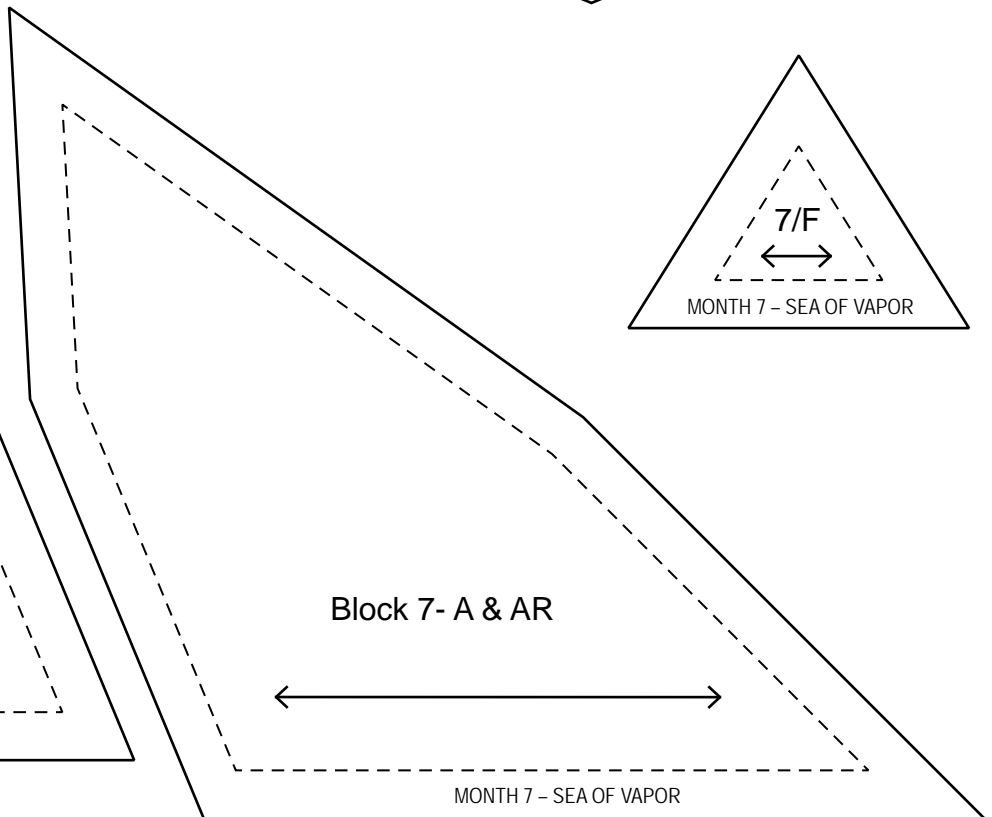 7/F
MONTH 7 – SEA OF VAPOR
Block 7- A & AR
MONTH 7 – SEA OF VAPOR